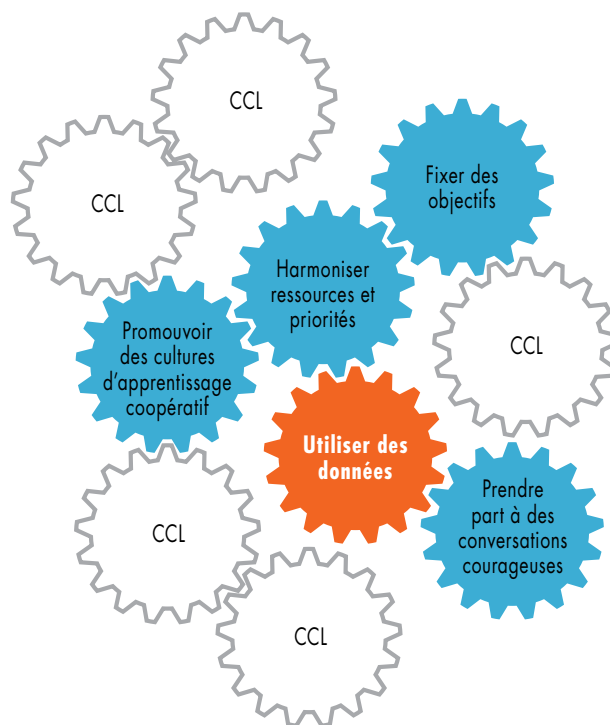 CCL
CCL
Fixer des
objectifs
Harmoniser
ressources et
priorités
Promouvoir
des cultures
d'apprentissage
coopératif
CCL
Utiliser des
données
Prendre
part à des
conversations
courageuses
CCL
CCL